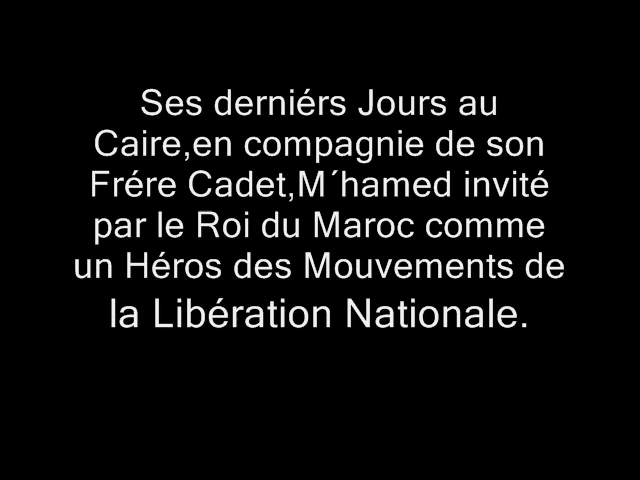 Ses derniérs Jours au
Caire,en compagnie de son
Frére Cadet,M´hamed invité
par le Roi du Maroc comme
un Héros des Mouvements de
la Libération Nationale.